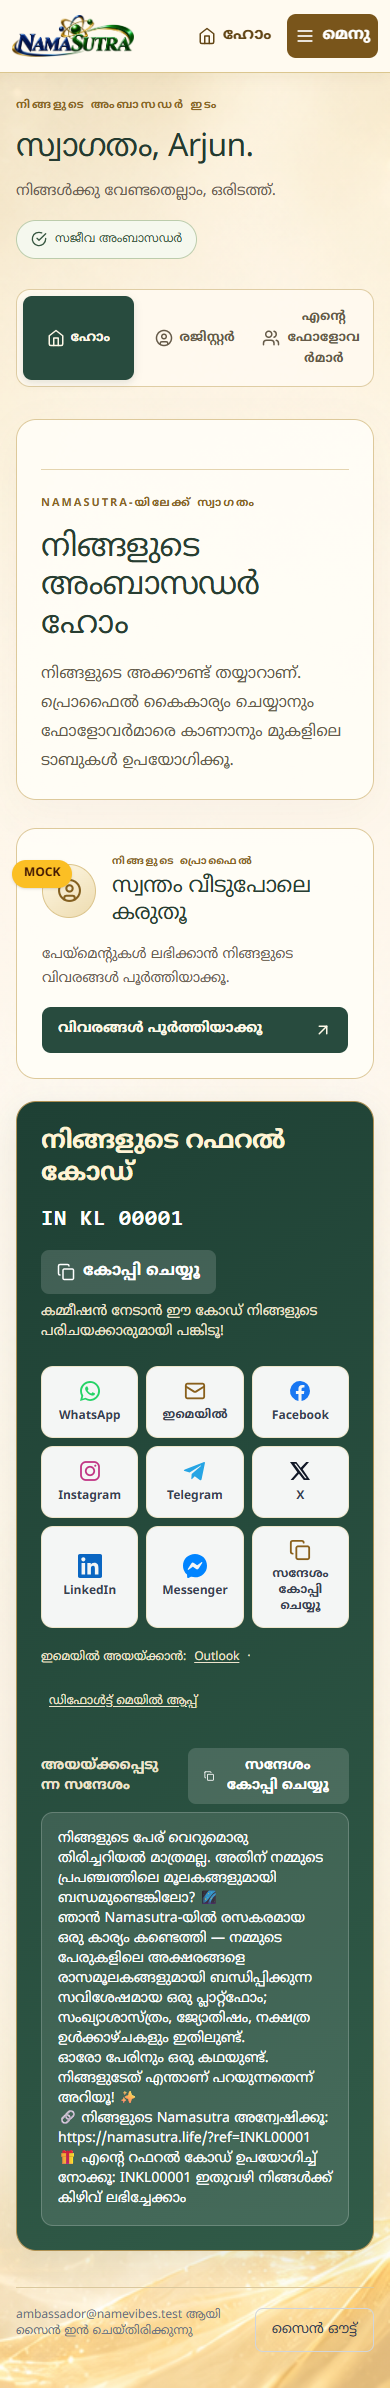 NAMASUTRA
ഹോം
മെനു
നിങ്ങളുടെ അംബാസഡർ ഇടം
സ്വാഗതം, Arjun.
നിങ്ങൾക്കു വേണ്ടതെല്ലാം, ഒരിടത്ത്.
സജീവ അംബാസഡർ
ഹോം
രജിസ്റ്റർ
എന്റെ
ഫോളോവ
ർമാർ
NAMASUTRA-യിലേക്ക് സ്വാഗതം
നിങ്ങളുടെ
അംബാസഡർ
ഹോം
നിങ്ങളുടെ അക്കൗണ്ട് തയ്യാറാണ്.
പ്രൊഫൈൽ കൈകാര്യം ചെയ്യാനും
ഫോളോവർമാരെ കാണാനും മുകളിലെ
ടാബുകൾ ഉപയോഗിക്കൂ.
MOCK
നിങ്ങളുടെ പ്രൊഫൈൽ
സ്വന്തം വീടുപോലെ
കരുതൂ
പേയ്മെന്റുകൾ ലഭിക്കാൻ നിങ്ങളുടെ
വിവരങ്ങൾ പൂർത്തിയാക്കൂ.
വിവരങ്ങൾ പൂർത്തിയാക്കൂ
നിങ്ങളുടെ റഫറൽ
കോഡ്
IN KL 00001
കോപ്പി ചെയ്യൂ
കമ്മീഷൻ നേടാൻ ഈ കോഡ് നിങ്ങളുടെ
പരിചയക്കാരുമായി പങ്കിടൂ!
WhatsApp
ഇമെയിൽ
Facebook
Instagram
Telegram
X
LinkedIn
Messenger
സന്ദേശം
കോപ്പി
ചെയ്യൂ
ഇമെയിൽ അയയ്ക്കാൻ: Outlook ·
ഡിഫോൾട്ട് മെയിൽ ആപ്പ്
അയയ്ക്കപ്പെടു
ന്ന സന്ദേശം
സന്ദേശം
കോപ്പി ചെയ്യൂ
നിങ്ങളുടെ പേര് വെറുമൊരു
തിരിച്ചറിയൽ മാത്രമല്ല. അതിന് നമ്മുടെ
പ്രപഞ്ചത്തിലെ മൂലകങ്ങളുമായി
ബന്ധമുണ്ടെങ്കിലോ? 🌌
ഞാൻ Namasutra-യിൽ രസകരമായ
ഒരു കാര്യം കണ്ടെത്തി — നമ്മുടെ
പേരുകളിലെ അക്ഷരങ്ങളെ
രാസമൂലകങ്ങളുമായി ബന്ധിപ്പിക്കുന്ന
സവിശേഷമായ ഒരു പ്ലാറ്റ്ഫോം;
സംഖ്യാശാസ്ത്രം, ജ്യോതിഷം, നക്ഷത്ര
ഉൾക്കാഴ്ചകളും ഇതിലുണ്ട്.
ഓരോ പേരിനും ഒരു കഥയുണ്ട്.
നിങ്ങളുടേത് എന്താണ് പറയുന്നതെന്ന്
അറിയൂ! ✨
🔗 നിങ്ങളുടെ Namasutra അന്വേഷിക്കൂ:
https://namasutra.life/?ref=INKL00001
🎁 എന്റെ റഫറൽ കോഡ് ഉപയോഗിച്ച്
നോക്കൂ: INKL00001 ഇതുവഴി നിങ്ങൾക്ക്
കിഴിവ് ലഭിച്ചേക്കാം
ambassador@namevibes.test ആയി
സൈൻ ഇൻ ചെയ്തിരിക്കുന്നു
സൈൻ ഔട്ട്